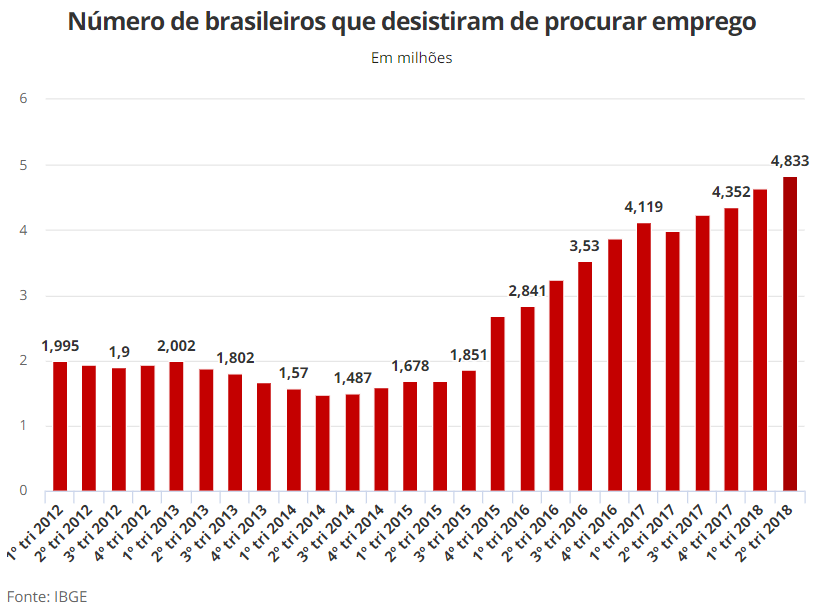 Número de brasileiros que desistiram de procurar emprego
Em milhões
6
5
4
3
2
1
0
1,995
1,9
2,002
1,802
1,57
1,487
1,678
1,851
2,841
3,53
4,119
4,352
4,833
1º tri 2012
2º tri 2012
3º tri 2012
4º tri 2012
1º tri 2013
2º tri 2013
3º tri 2013
4º tri 2013
1º tri 2014
2º tri 2014
3º tri 2014
4º tri 2014
1º tri 2015
2º tri 2015
3º tri 2015
4º tri 2015
1º tri 2016
2º tri 2016
3º tri 2016
4º tri 2016
1º tri 2017
2º tri 2017
3º tri 2017
4º tri 2017
1º tri 2018
2º tri 2018
Fonte: IBGE